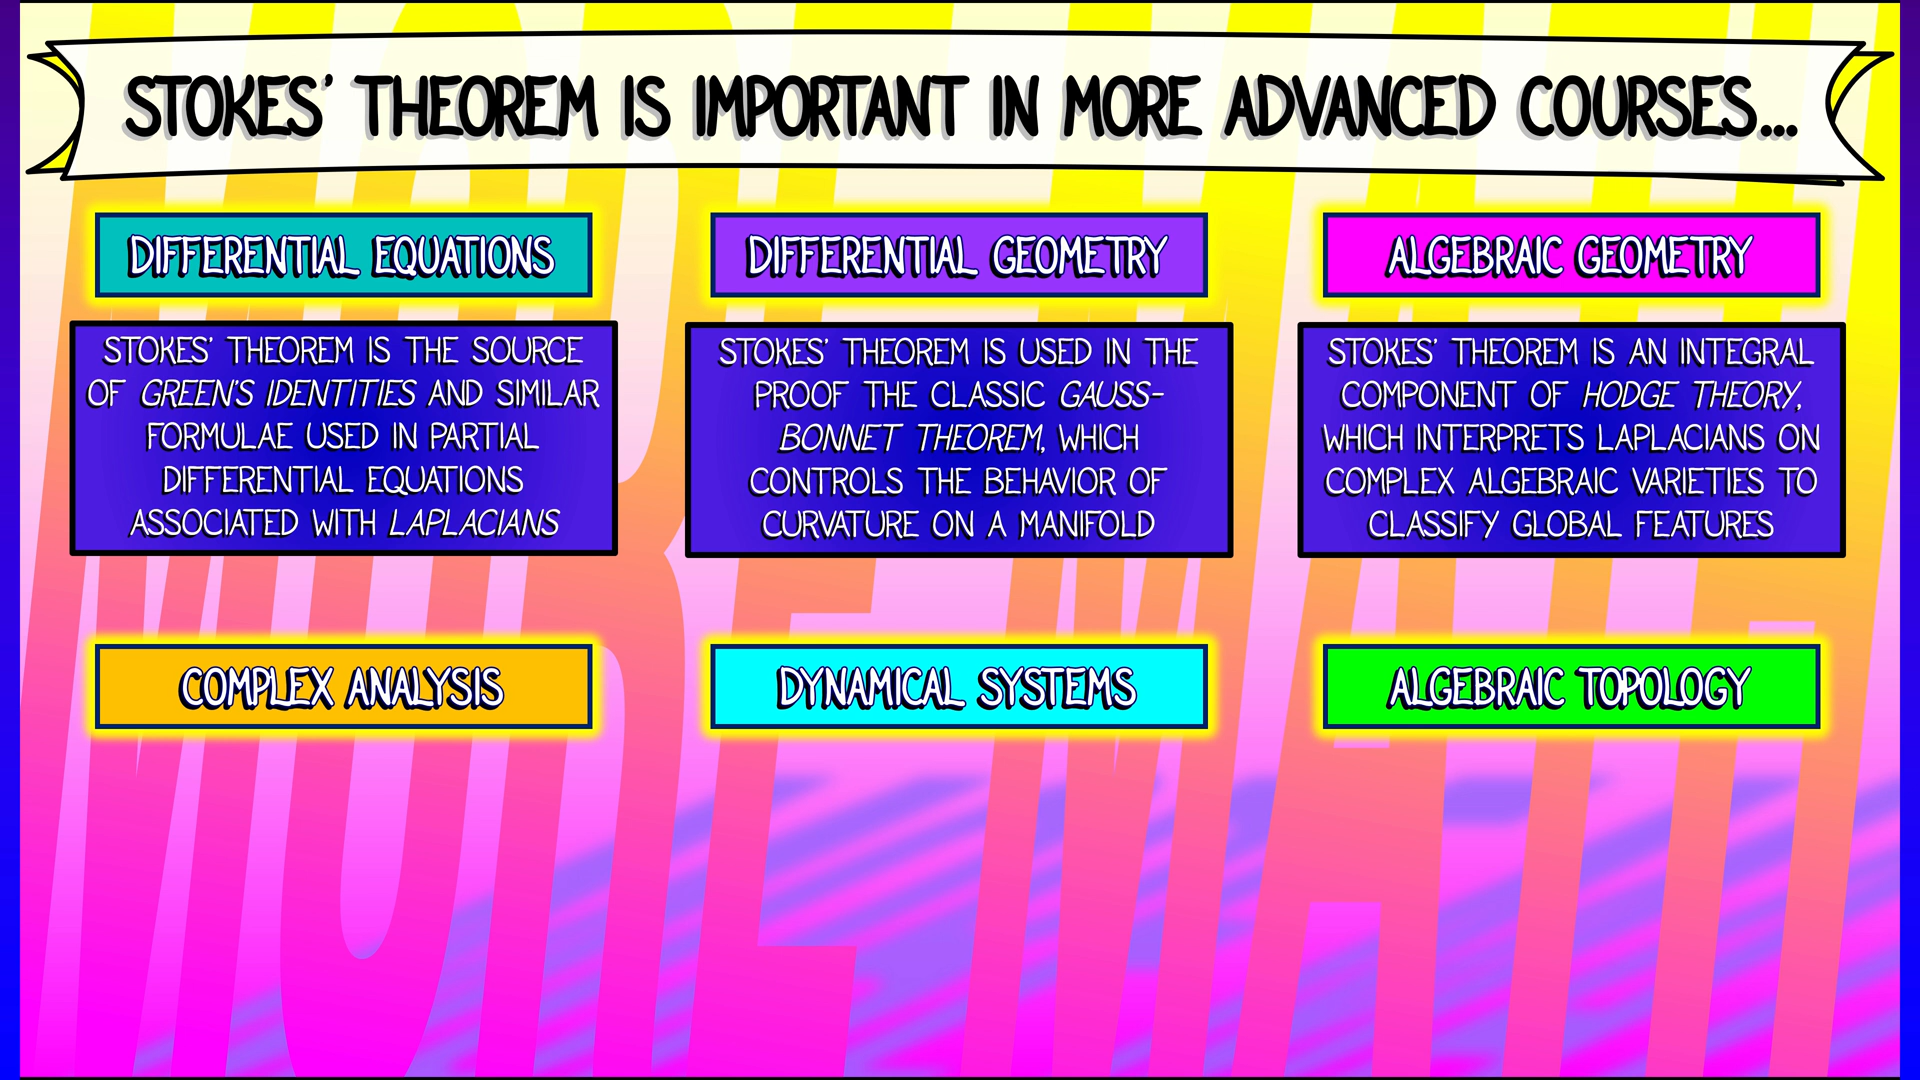 STOKES' THEOREM IS IMPORTANT IN MORE ADVANCED COURSES...
DIFFERENTIAL EQUATIONS
STOKES' THEOREM IS THE SOURCE
OF GREEN'S IDENTITIES AND SIMILAR
FORMULAE USED IN PARTIAL
DIFFERENTIAL EQUATIONS
ASSOCIATED WITH LAPLACIANS
DIFFERENTIAL GEOMETRY
STOKES' THEOREM IS USED IN THE
PROOF THE CLASSIC GAUSS-
BONNET THEOREM, WHICH
CONTROLS THE BEHAVIOR OF
CURVATURE ON A MANIFOLD
ALGEBRAIC GEOMETRY
STOKES' THEOREM IS AN INTEGRAL
COMPONENT OF HODGE THEORY,
WHICH INTERPRETS LAPLACIANS ON
COMPLEX ALGEBRAIC VARIETIES TO
CLASSIFY GLOBAL FEATURES
COMPLEX ANALYSIS
DYNAMICAL SYSTEMS
ALGEBRAIC TOPOLOGY
MORE MATH